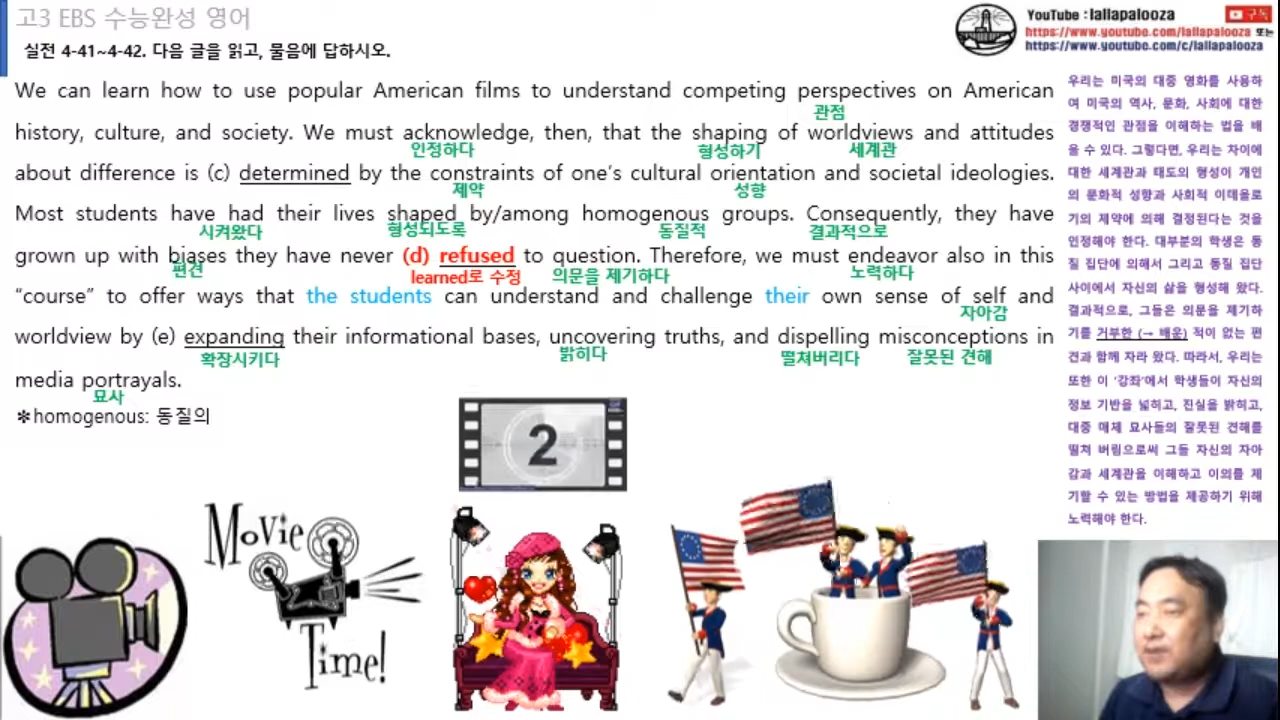 고3 EBS 수능완성 영어
실전 4-41~4-42. 다음 글을 읽고, 물음에 답하시오.
YouTube : lallapalooza
구독
https://www.youtube.com/lallapalooza 또는
https://www.youtube.com/c/lallapalooza
We can learn how to use popular American films to understand competing perspectives on American
관점
history, culture, and society. We must acknowledge, then, that the shaping of worldviews and attitudes
인정하다 형성하기 세계관
about difference is (c) determined by the constraints of one's cultural orientation and societal ideologies.
제약 성향
Most students have had their lives shaped by/among homogenous groups. Consequently, they have
시켜왔다 형성되도록 동질적 결과적으로
grown up with biases they have never (d) refused to question. Therefore, we must endeavor also in this
편견 learned로 수정 의문을 제기하다 노력하다
“course” to offer ways that the students can understand and challenge their own sense of self and
자아감
worldview by (e) expanding their informational bases, uncovering truths, and dispelling misconceptions in
확장시키다 밝히다 떨쳐버리다 잘못된 견해
media portrayals.
묘사
✻homogenous: 동질의
우리는 미국의 대중 영화를 사용하
여 미국의 역사, 문화, 사회에 대한
경쟁적인 관점을 이해하는 법을 배
울 수 있다. 그렇다면, 우리는 차이에
대한 세계관과 태도의 형성이 개인
의 문화적 성향과 사회적 이데올로
기의 제약에 의해 결정된다는 것을
인정해야 한다. 대부분의 학생은 동
질 집단에 의해서 그리고 동질 집단
사이에서 자신의 삶을 형성해 왔다.
결과적으로, 그들은 의문을 제기하
기를 거부한 (→ 배운) 적이 없는 편
견과 함께 자라 왔다. 따라서, 우리는
또한 이 ‘강좌’에서 학생들이 자신의
정보 기반을 넓히고, 진실을 밝히고,
대중 매체 묘사들의 잘못된 견해를
떨쳐 버림으로써 그들 자신의 자아
감과 세계관을 이해하고 이의를 제
기할 수 있는 방법을 제공하기 위해
노력해야 한다.
2
Movie
Time!